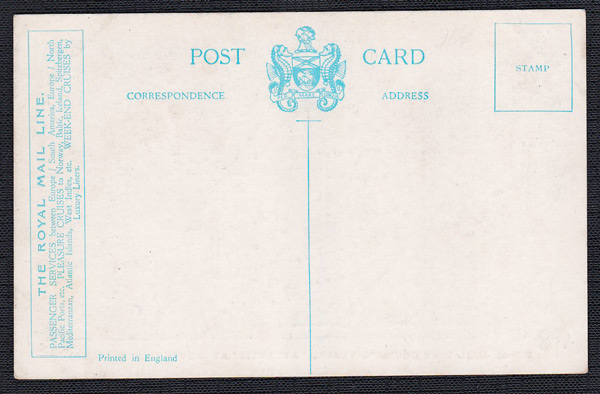 POST CARD
CORRESPONDENCE
ADDRESS
STAMP
THE ROYAL MAIL LINE.
PASSENGER SERVICES between Europe / South America, Europe / North
Pacific Ports, etc. PLEASURE CRUISES to Norway, Baltic, Iceland, Spitzbergen,
Mediterranean, Atlantic Islands, West Indies, etc. WEEK-END CRUISES by
Luxury Liners.
Printed in England